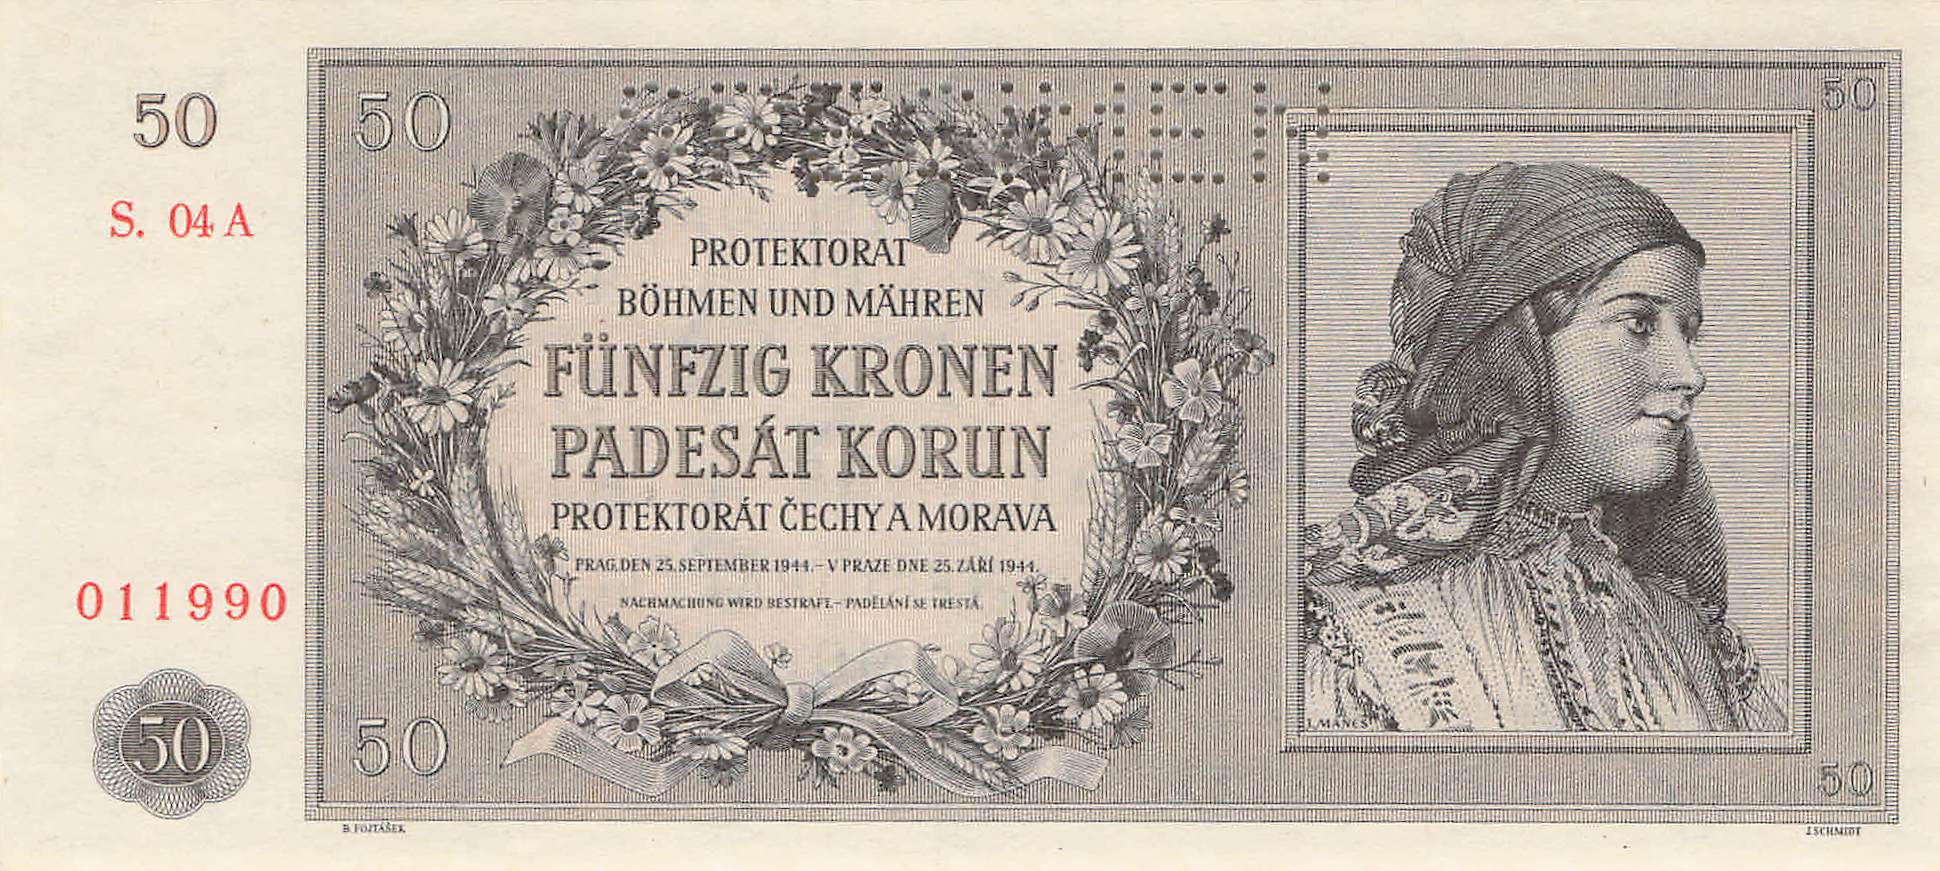 50
50
50
S. 04 A
PROTEKTORAT
BÖHMEN UND MÄHREN
FÜNFZIG KRONEN
PADESÁT KORUN
PROTEKTORÁT ČECHY A MORAVA
PRAG, DEN 25. SEPTEMBER 1944. – V PRAZE DNE 25. ZÁŘÍ 1944.
NACHMACHUNG WIRD BESTRAFT. – PADĚLÁNÍ SE TRESTÁ.
011990
50
50
50
MÁNES
B. FOJTÁŠEK
J. SCHMIDT